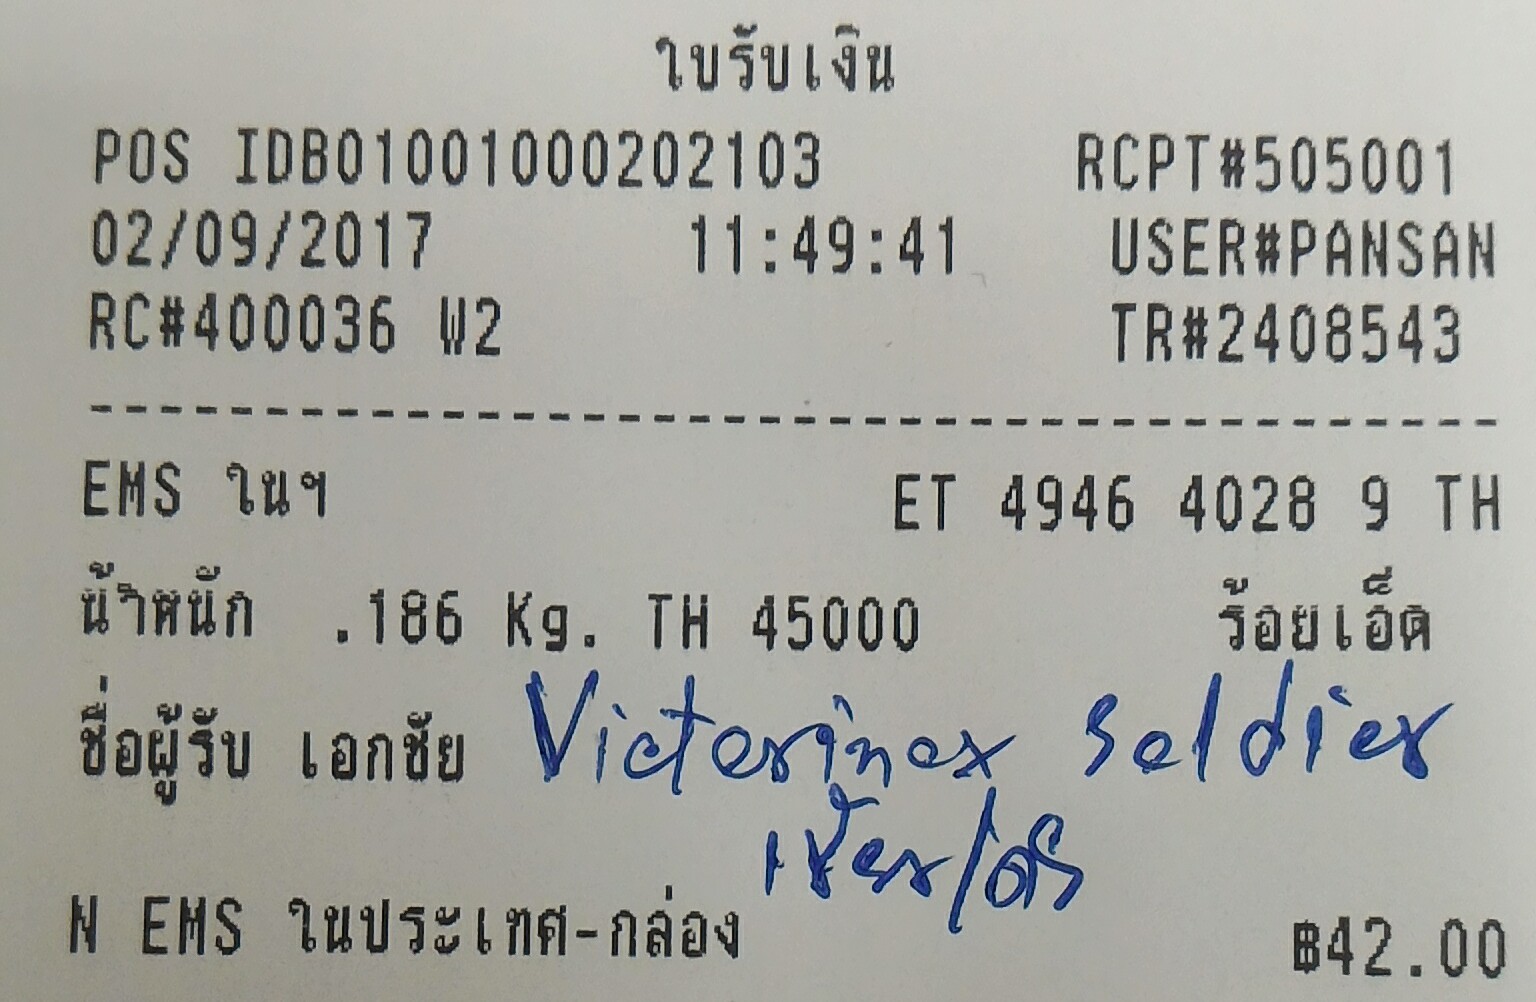 ใบรับเงิน
POS IDB01001000202103 RCPT#505001
02/09/2017 11:49:41 USER#PANSAN
RC#400036 W2 TR#2408543
--------------------------------
EMS ในฯ ET 4946 4028 9 TH
น้ำหนัก .186 Kg. TH 45000 ร้อยเอ็ด
ชื่อผู้รับ เอกชัย Victorinox Soldier
N EMS ในประเทศ-กล่อง ฿42.00